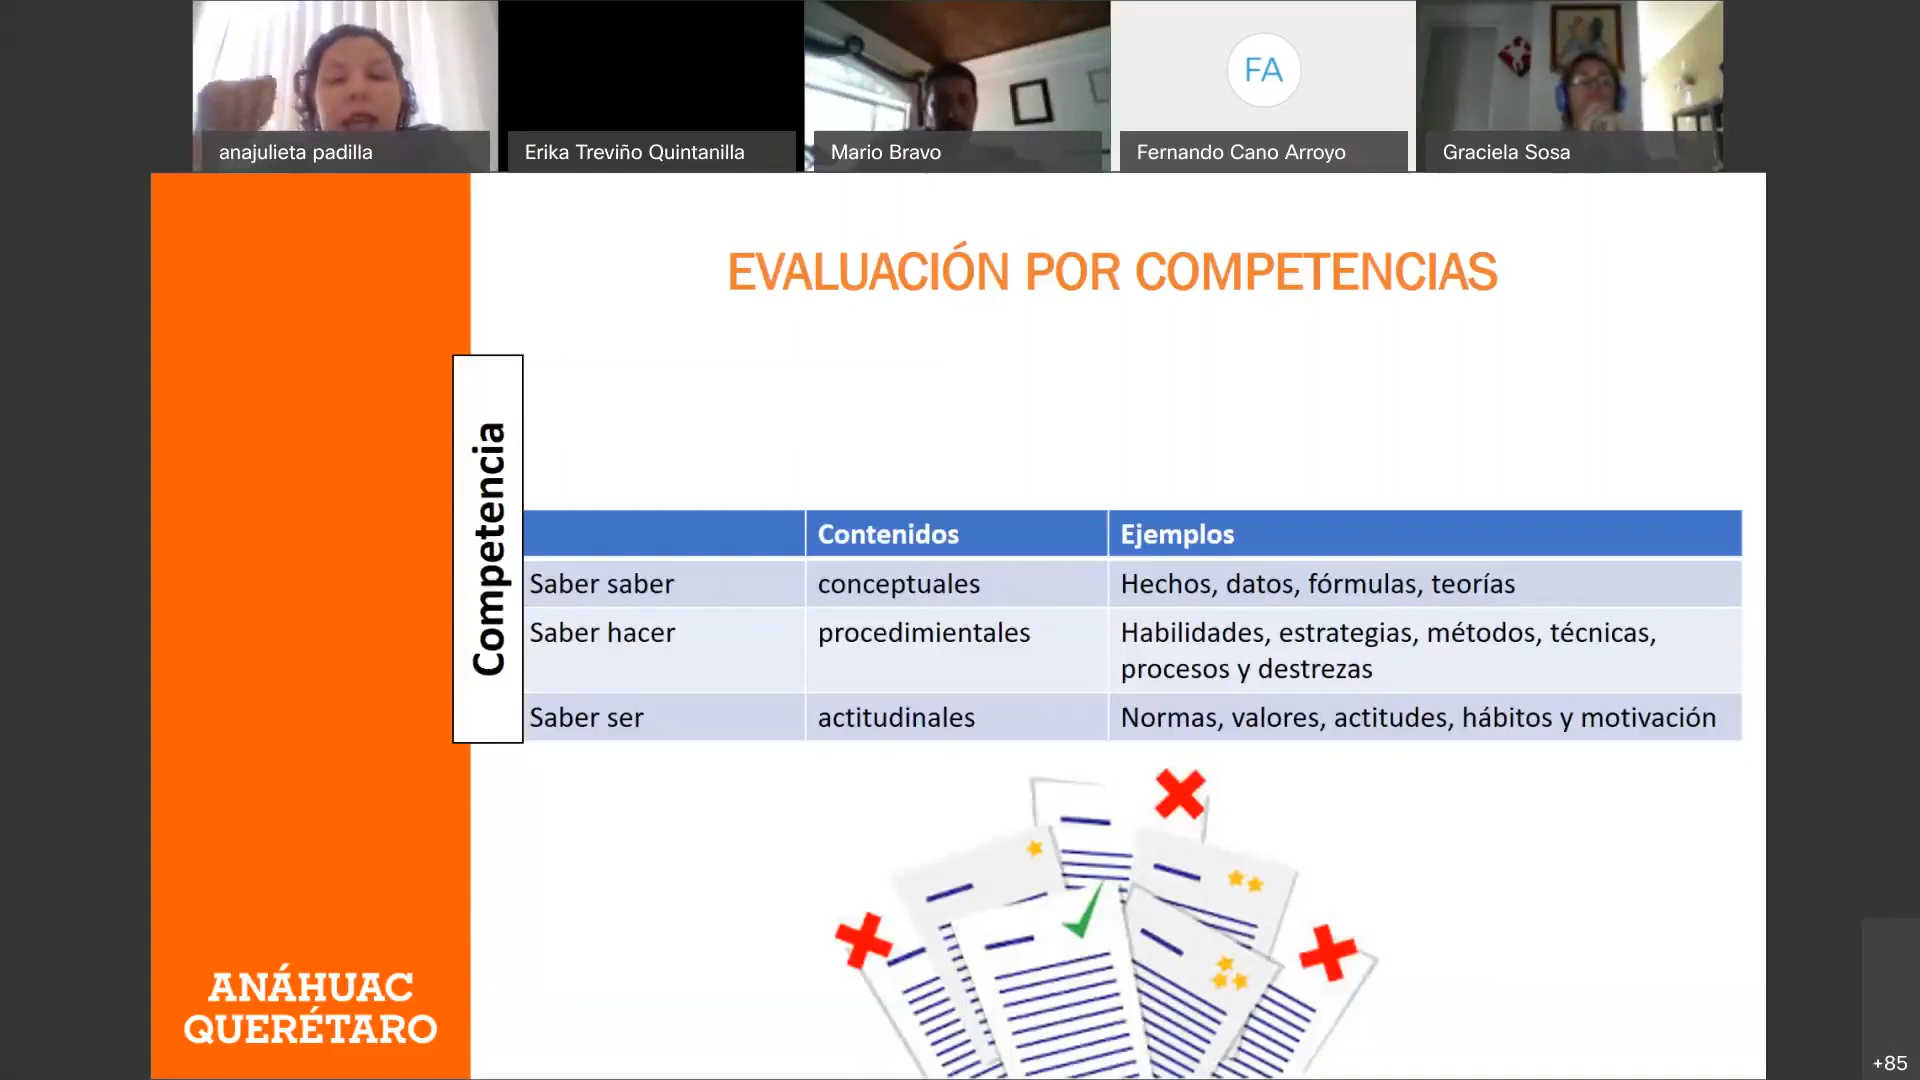 anajulieta padilla
Erika Treviño Quintanilla
Mario Bravo
FA
Fernando Cano Arroyo
Graciela Sosa
EVALUACIÓN POR COMPETENCIAS
Competencia
Contenidos Ejemplos
Saber saber conceptuales Hechos, datos, fórmulas, teorías
Saber hacer procedimientales Habilidades, estrategias, métodos, técnicas,
procesos y destrezas
Saber ser actitudinales Normas, valores, actitudes, hábitos y motivación
ANÁHUAC
QUERÉTARO
+85